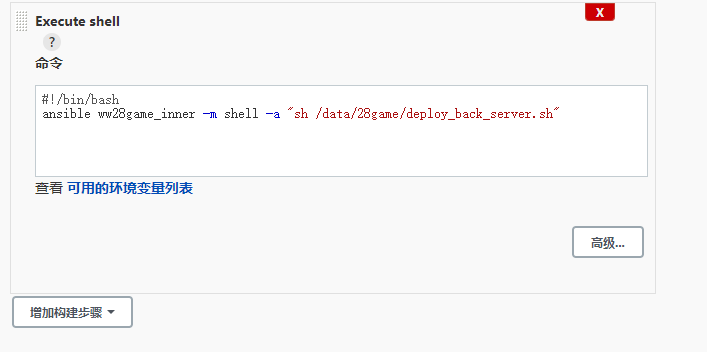 Execute shell
X
?
命令
#!/bin/bash
ansible ww28game_inner -m shell -a "sh /data/28game/deploy_back_server.sh"
查看 可用的环境变量列表
高级...
增加构建步骤